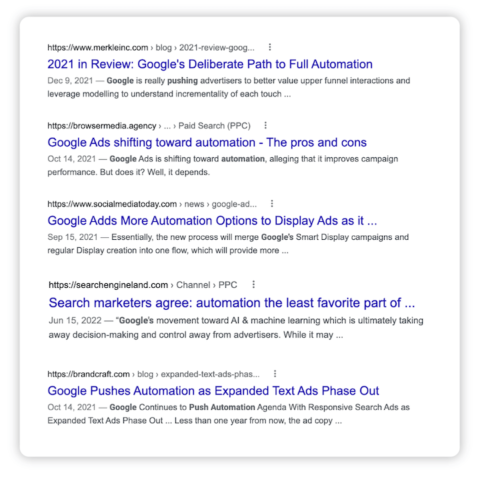 https://www.merkleinc.com › blog › 2021-review-goog...
2021 in Review: Google's Deliberate Path to Full Automation
Dec 9, 2021 — Google is really pushing advertisers to better value upper funnel interactions and
leverage modelling to understand incrementality of each touch ...
https://browsermedia.agency › ... › Paid Search (PPC)
Google Ads shifting toward automation - The pros and cons
Oct 14, 2021 — Google Ads is shifting toward automation, alleging that it improves campaign
performance. But does it? Well, it depends.
https://www.socialmediatoday.com › news › google-ad...
Google Adds More Automation Options to Display Ads as it ...
Sep 15, 2021 — Essentially, the new process will merge Google's Smart Display campaigns and
regular Display creation into one flow, which will provide more ...
https://searchengineland.com › Channel › PPC
Search marketers agree: automation the least favorite part of ...
Jun 15, 2022 — "Google's movement toward AI & machine learning which is ultimately taking
away decision-making and control away from advertisers. While it may ...
https://brandcraft.com › blog › expanded-text-ads-phas...
Google Pushes Automation as Expanded Text Ads Phase Out
Oct 14, 2021 — Google Continues to Push Automation Agenda With Responsive Search Ads as
Expanded Text Ads Phase Out ... Less than one year from now, the ad copy ...